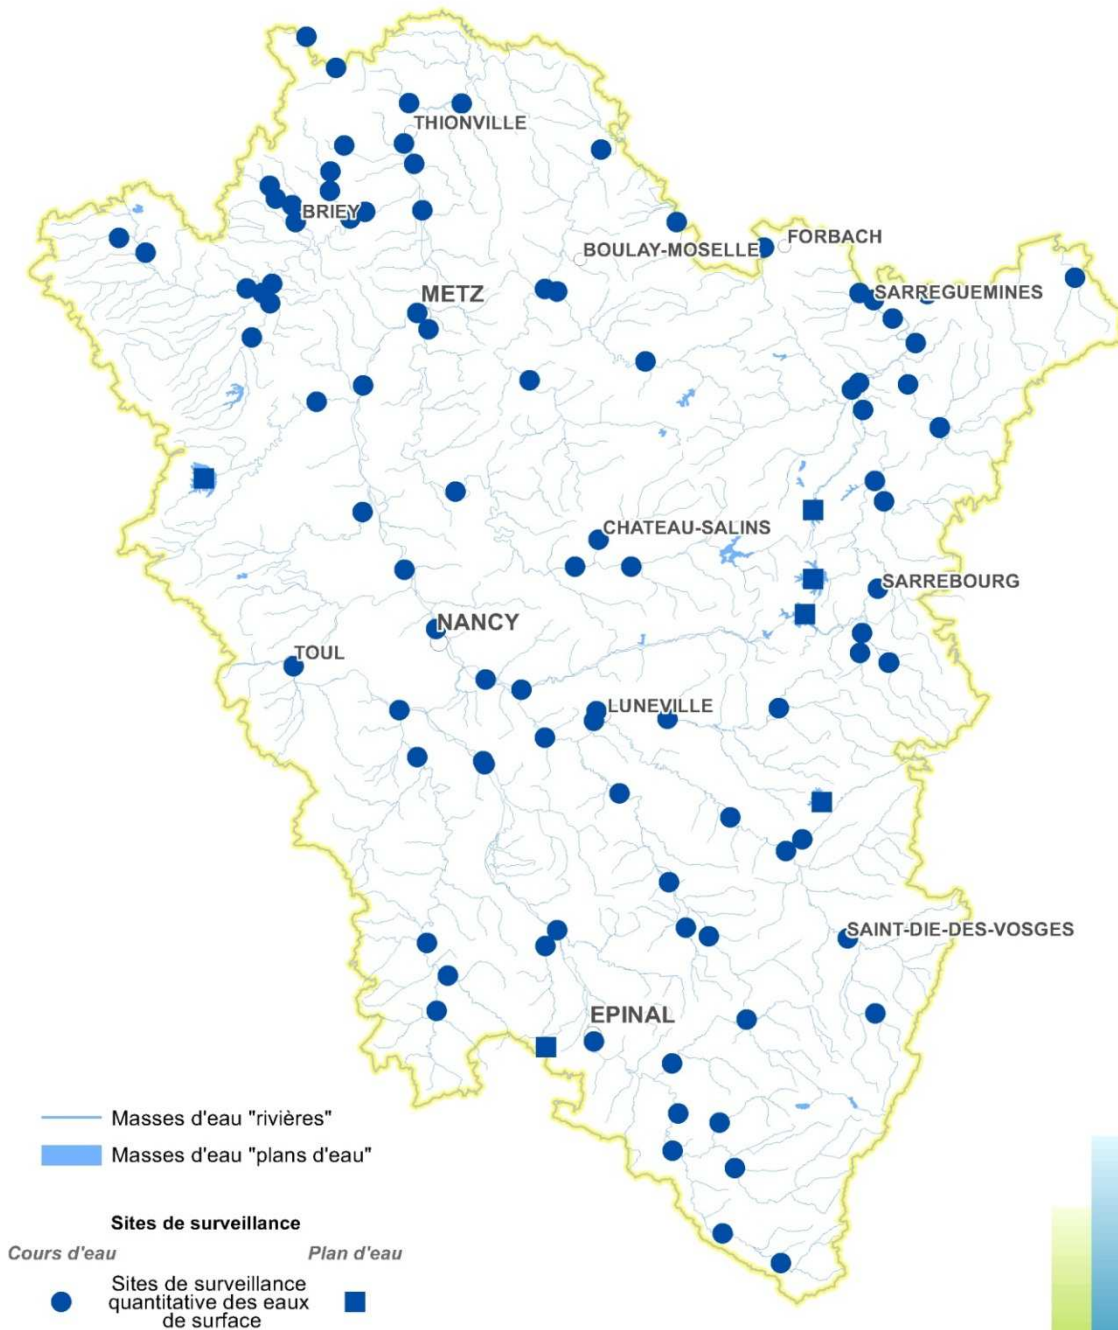 THIONVILLE
BRIEY
BOULAY-MOSELLE
FORBACH
METZ
SARREGUEMINES
CHATEAU-SALINS
SARREBOURG
NANCY
TOUL
LUNEVILLE
SAINT-DIE-DES-VOSGES
EPINAL
Masses d'eau "rivières"
Masses d'eau "plans d'eau"
Sites de surveillance
Cours d'eau Plan d'eau
Sites de surveillance
quantitative des eaux
de surface